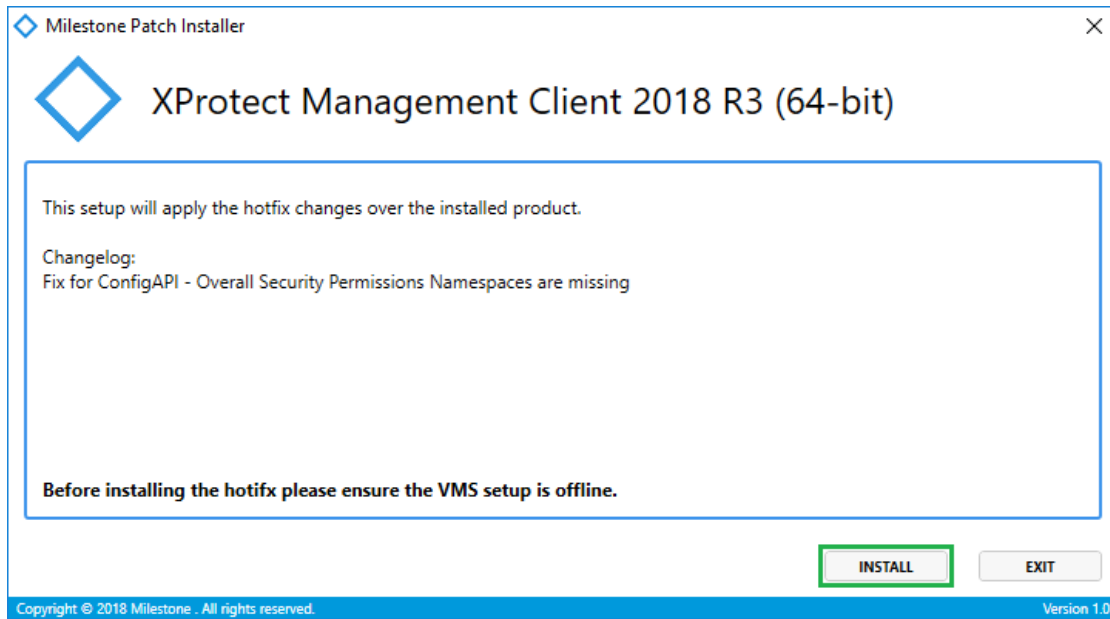 Milestone Patch Installer
XProtect Management Client 2018 R3 (64-bit)
This setup will apply the hotfix changes over the installed product.
Changelog:
Fix for ConfigAPI - Overall Security Permissions Namespaces are missing
Before installing the hotifx please ensure the VMS setup is offline.
INSTALL
EXIT
Copyright © 2018 Milestone . All rights reserved.
Version 1.0